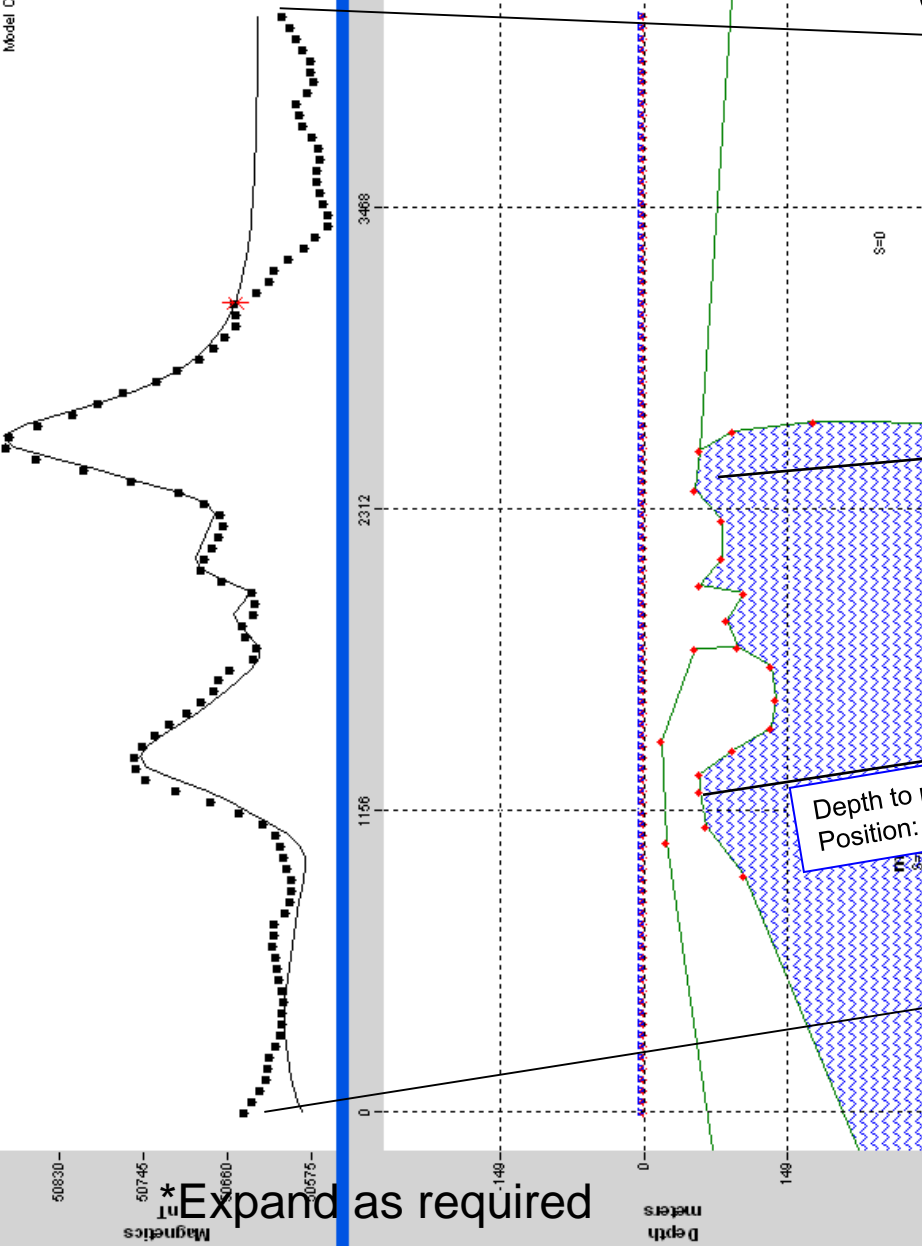 Model C
3468
2312
1156
0
S=0
50830
50745
50660
50575
nT
Magnetics
-149
0
149
meters
Depth
Depth to
Position:
m
S=
*Expand as required